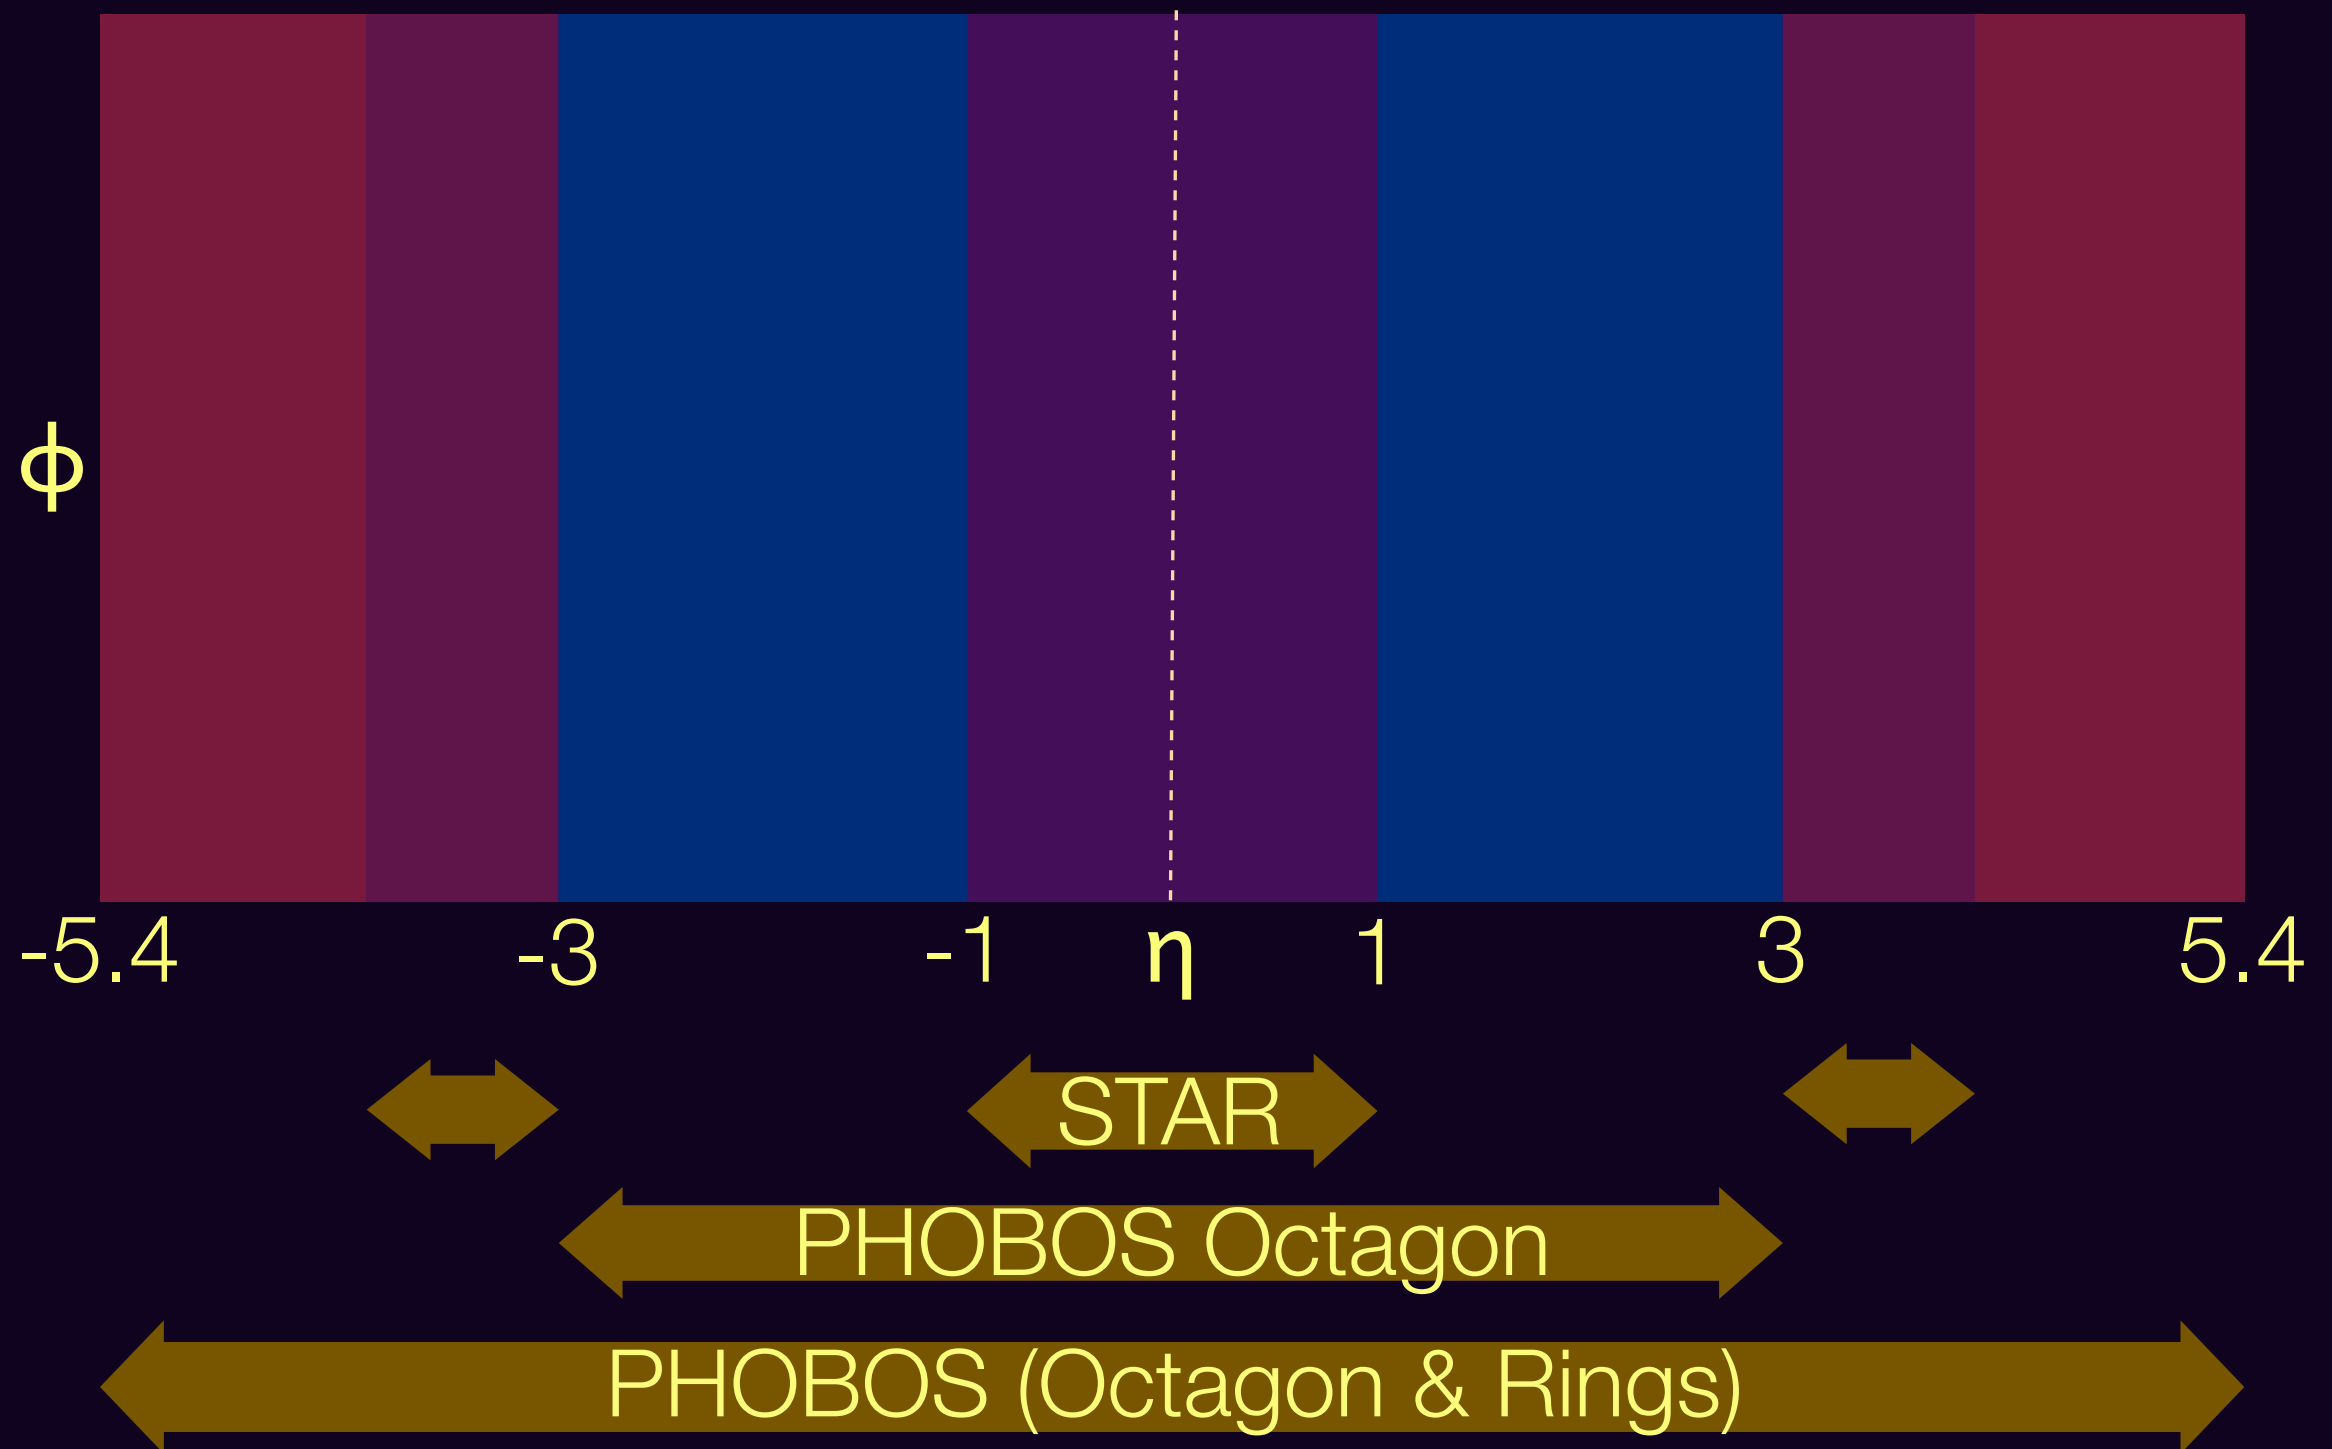 ϕ
-5.4 -3 -1 η 1 3 5.4
STAR
PHOBOS Octagon
PHOBOS (Octagon & Rings)